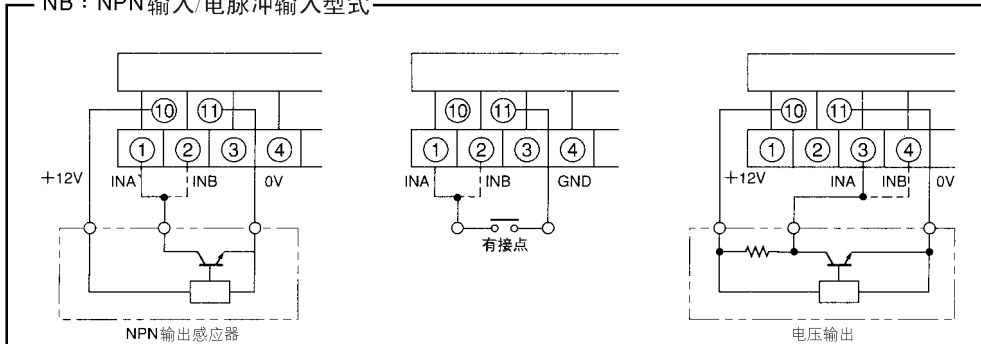 NB：NPN输入/电脉冲输入型式
⑩ ⑪
① ② ③ ④
+12V INA INB 0V
NPN输出感应器
⑩ ⑪
① ② ③ ④
INA INB GND
有接点
⑩ ⑪
① ② ③ ④
+12V INA INB 0V
电压输出